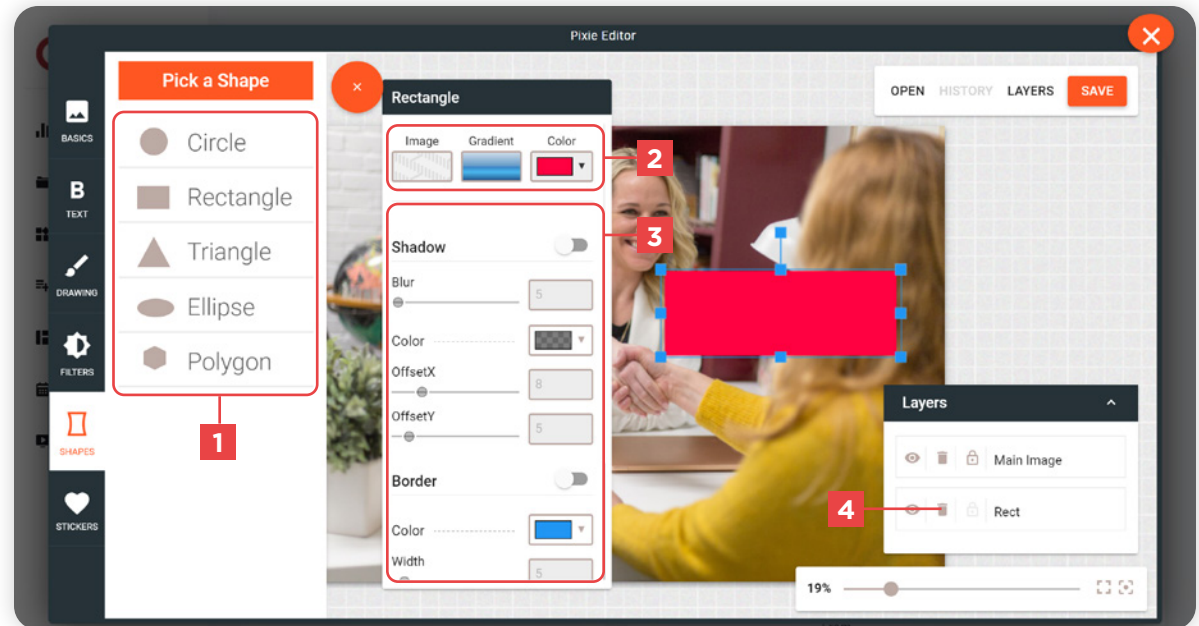 Pixie Editor
Pick a Shape
Circle
Rectangle
Triangle
Ellipse
Polygon
1
BASICS
B
TEXT
DRAWING
FILTERS
SHAPES
STICKERS
Rectangle
Image Gradient Color
2
3
Shadow
Blur
5
Color
OffsetX
8
OffsetY
5
Border
Color
Width
5
OPEN HISTORY LAYERS SAVE
Layers
Main Image
4
Rect
19%